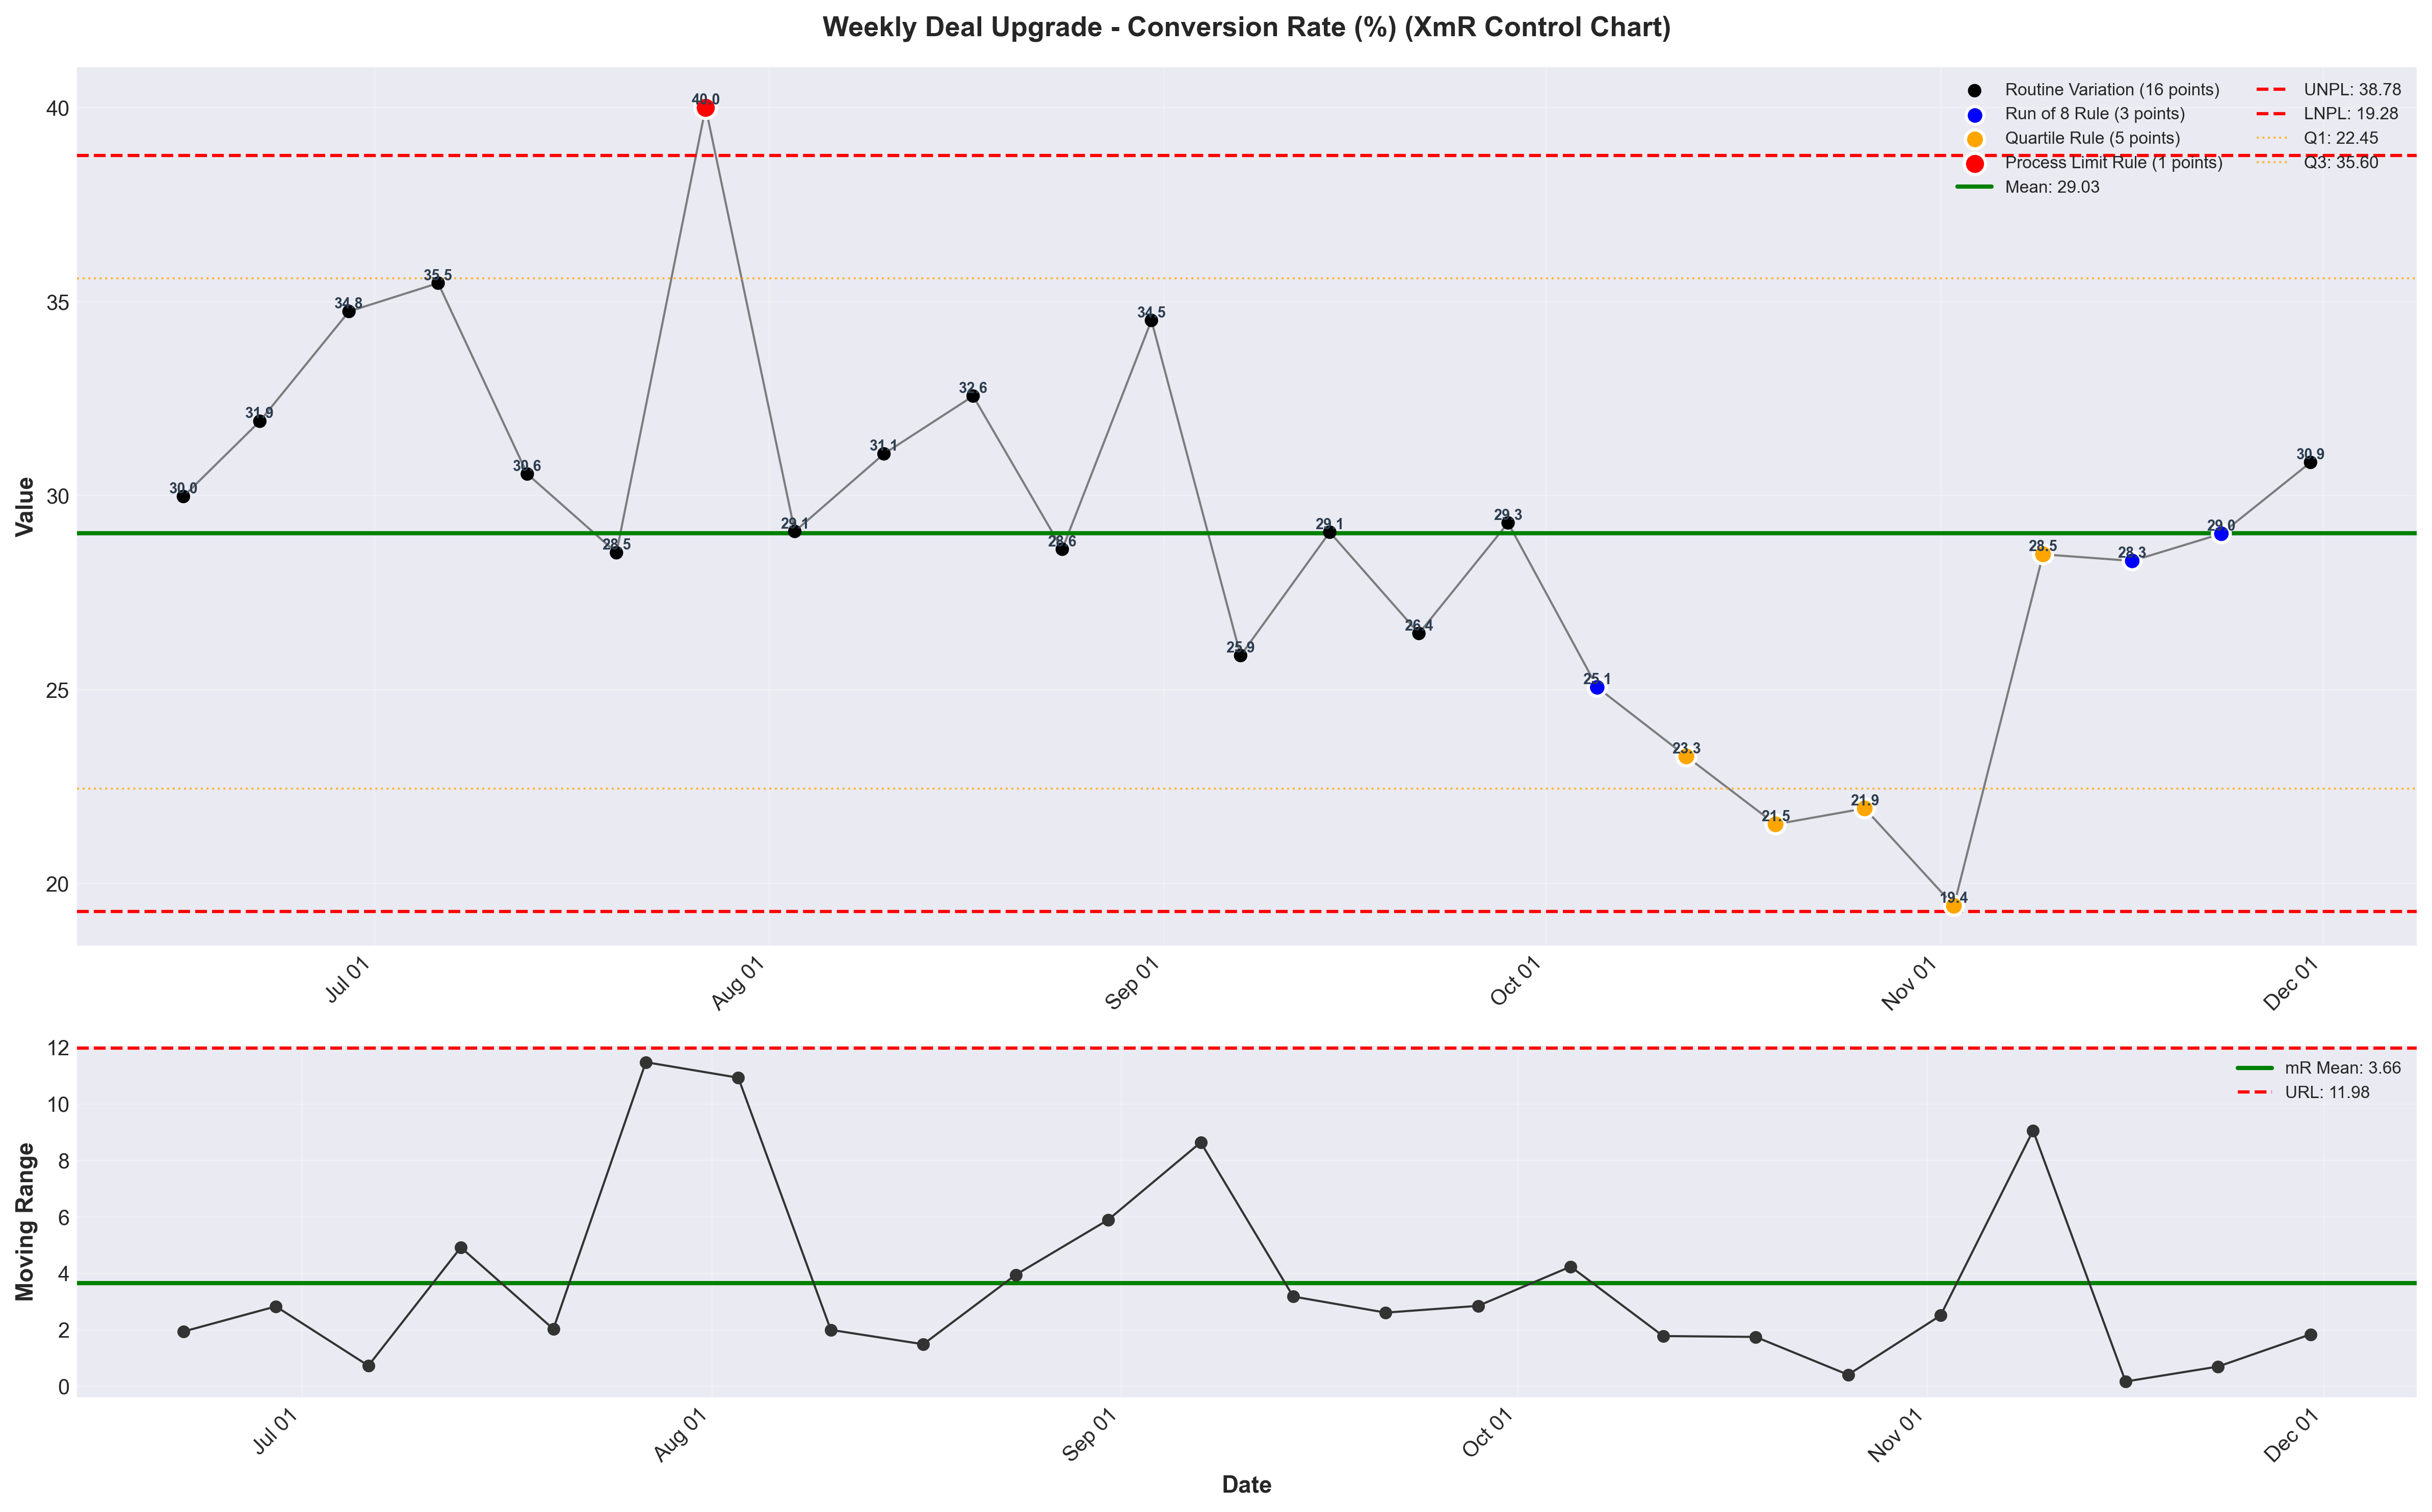 Weekly Deal Upgrade - Conversion Rate (%) (XmR Control Chart)
Routine Variation (16 points)
Run of 8 Rule (3 points)
Quartile Rule (5 points)
Process Limit Rule (1 points)
Mean: 29.03
UNPL: 38.78
LNPL: 19.28
Q1: 22.45
Q3: 35.60
Value
40
35
30
25
20
30.0
31.9
34.8
35.5
30.6
28.5
40.0
29.1
31.1
32.6
28.6
34.5
25.9
29.1
26.4
29.3
25.1
23.3
21.5
21.9
19.4
28.5
28.3
29.0
30.9
Jul 01
Aug 01
Sep 01
Oct 01
Nov 01
Dec 01
Moving Range
12
10
8
6
4
2
0
mR Mean: 3.66
URL: 11.98
Jul 01
Aug 01
Sep 01
Oct 01
Nov 01
Dec 01
Date